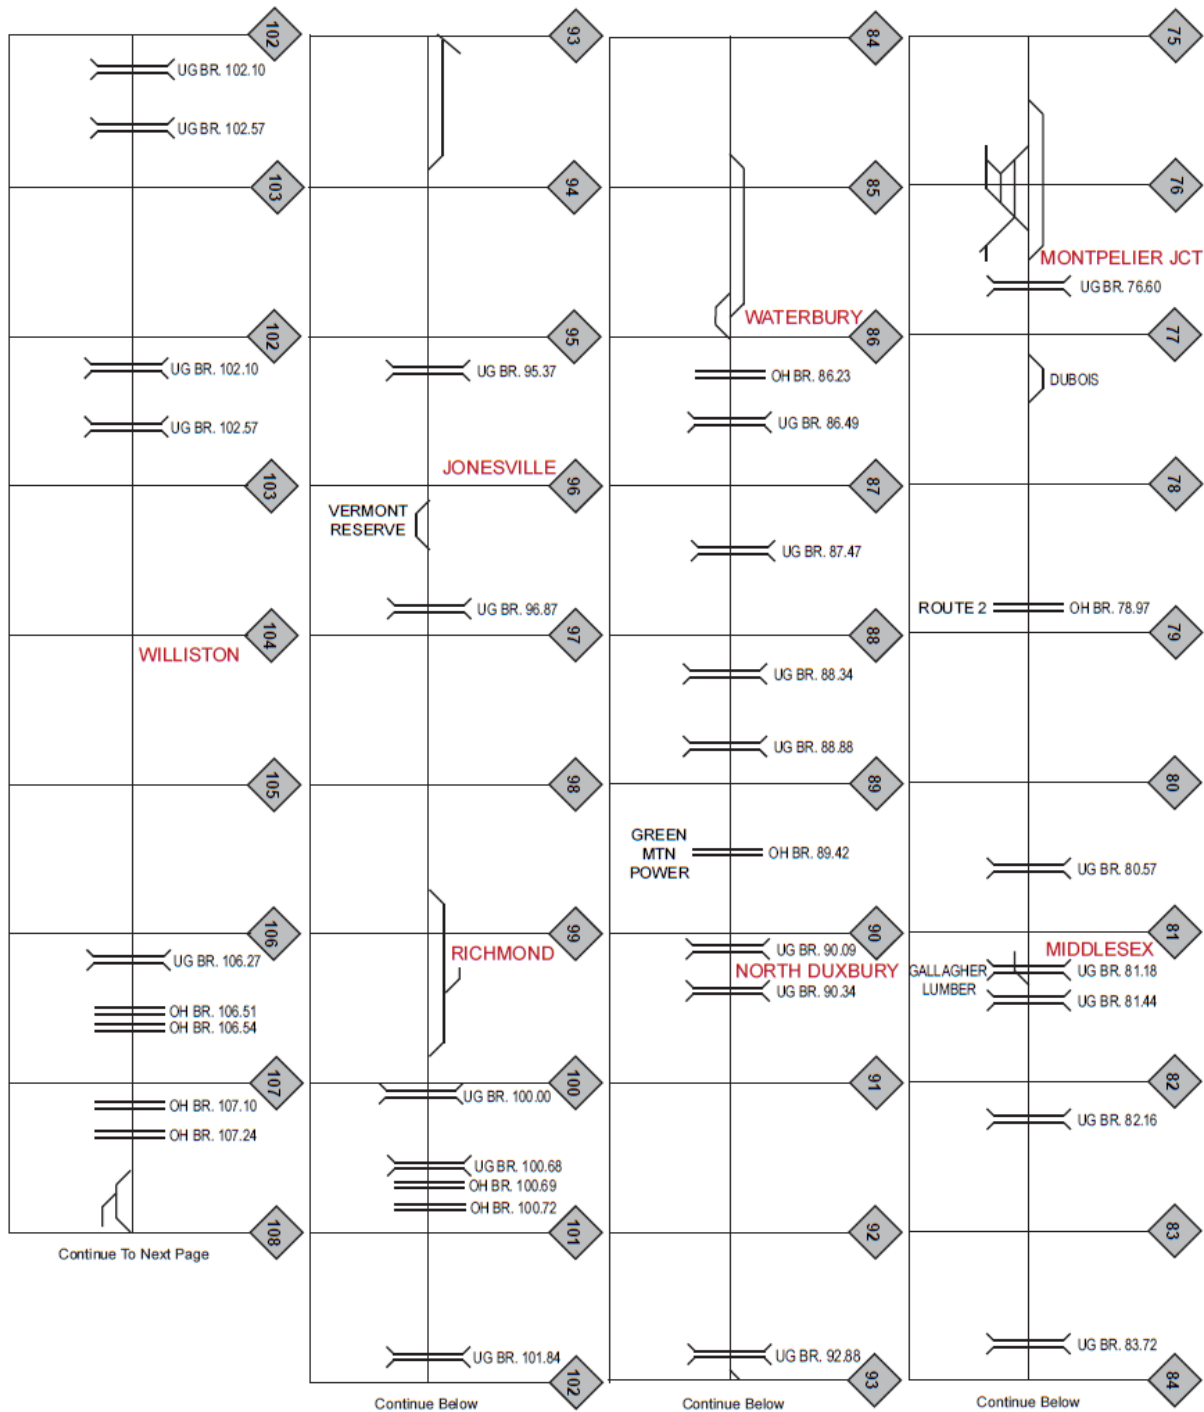 102
UG BR. 102.10
UG BR. 102.57
103
102
UG BR. 102.10
UG BR. 102.57
103
104
WILLISTON
105
106
UG BR. 106.27
OH BR. 106.51
OH BR. 106.54
107
OH BR. 107.10
OH BR. 107.24
108
Continue To Next Page
93
94
95
UG BR. 95.37
JONESVILLE
96
VERMONT
RESERVE
UG BR. 96.87
97
98
99
RICHMOND
100
UG BR. 100.00
UG BR. 100.68
OH BR. 100.69
OH BR. 100.72
101
UG BR. 101.84
102
Continue Below
84
85
WATERBURY
86
OH BR. 86.23
UG BR. 86.49
87
UG BR. 87.47
88
UG BR. 88.34
UG BR. 88.88
89
GREEN
MTN
POWER
OH BR. 89.42
90
UG BR. 90.09
NORTH DUXBURY
UG BR. 90.34
91
92
UG BR. 92.88
93
Continue Below
75
76
MONTPELIER JCT
UG BR. 76.60
77
DUBOIS
78
ROUTE 2
OH BR. 78.97
79
80
UG BR. 80.57
81
MIDDLESEX
GALLAGHER
LUMBER
UG BR. 81.18
UG BR. 81.44
82
UG BR. 82.16
83
UG BR. 83.72
84
Continue Below